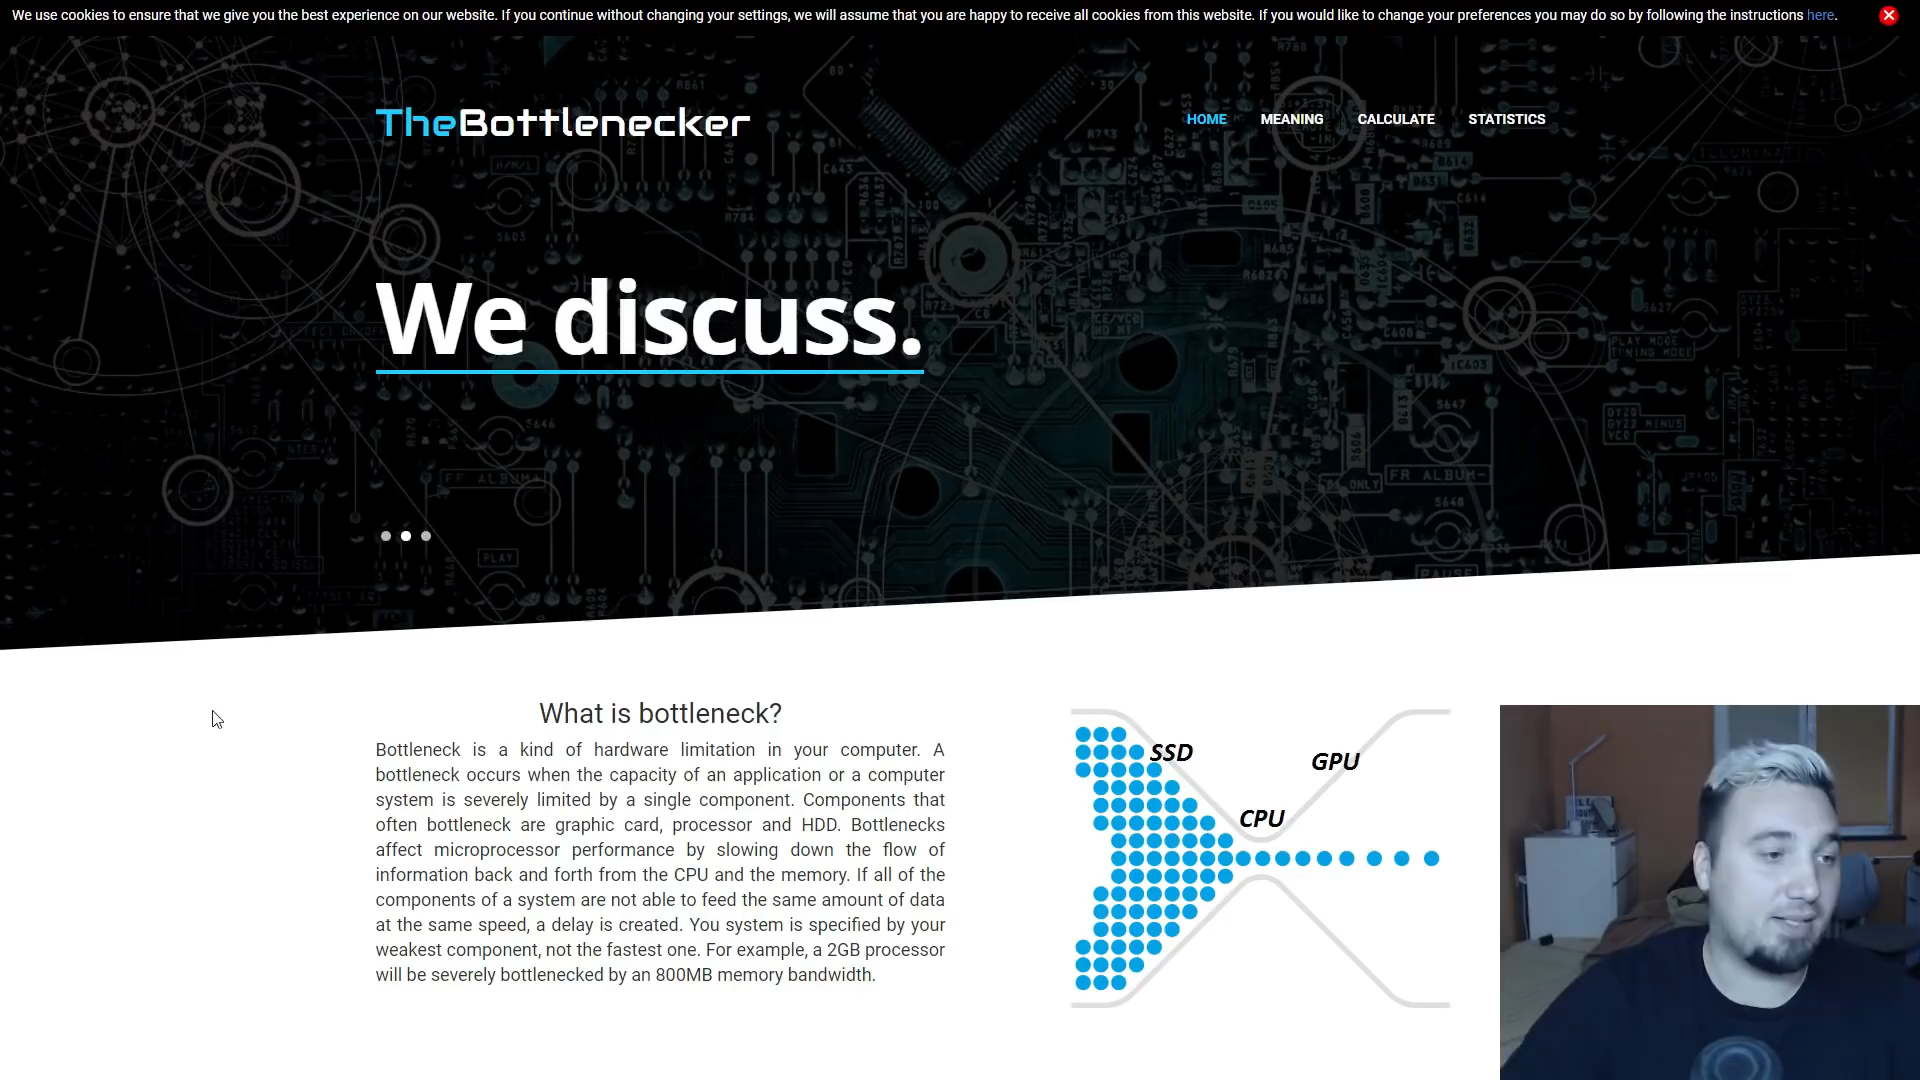 We use cookies to ensure that we give you the best experience on our website. If you continue without changing your settings, we will assume that you are happy to receive all cookies from this website. If you would like to change your preferences you may do so by following the instructions here.
TheBottlenecker
HOME MEANING CALCULATE STATISTICS
We discuss.
What is bottleneck?
Bottleneck is a kind of hardware limitation in your computer. A
bottleneck occurs when the capacity of an application or a computer
system is severely limited by a single component. Components that
often bottleneck are graphic card, processor and HDD. Bottlenecks
affect microprocessor performance by slowing down the flow of
information back and forth from the CPU and the memory. If all of the
components of a system are not able to feed the same amount of data
at the same speed, a delay is created. You system is specified by your
weakest component, not the fastest one. For example, a 2GB processor
will be severely bottlenecked by an 800MB memory bandwidth.
SSD
GPU
CPU